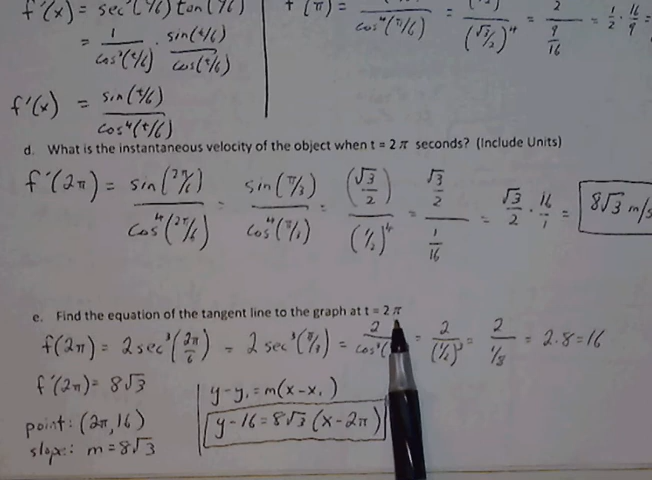 f'(x) = sec³(t/6) tan(t/6)
= 1/cos³(t/6) · sin(t/6)/cos(t/6)
f'(x) = sin(t/6)/cos⁴(t/6)
f'(π) = /cos⁴(π/6) = /(√3/2)⁴ = /(9/16) = 1/2 · 16/9 =
d. What is the instantaneous velocity of the object when t = 2π seconds? (Include Units)
f'(2π) = sin(2π/6)/cos⁴(2π/6) = sin(π/3)/cos⁴(π/3) = (√3/2)/(1/2)⁴ = (√3/2)/(1/16) = √3/2 · 16/1 = 8√3 m/s
e. Find the equation of the tangent line to the graph at t = 2π
f(2π) = 2sec³(2π/6) = 2sec³(π/3) = 2/cos³( = 2/(1/2)³ = 2/(1/8) = 2·8 = 16
f'(2π) = 8√3
point: (2π, 16)
slope: m = 8√3
y-y₁ = m(x-x₁)
y-16 = 8√3(x-2π)